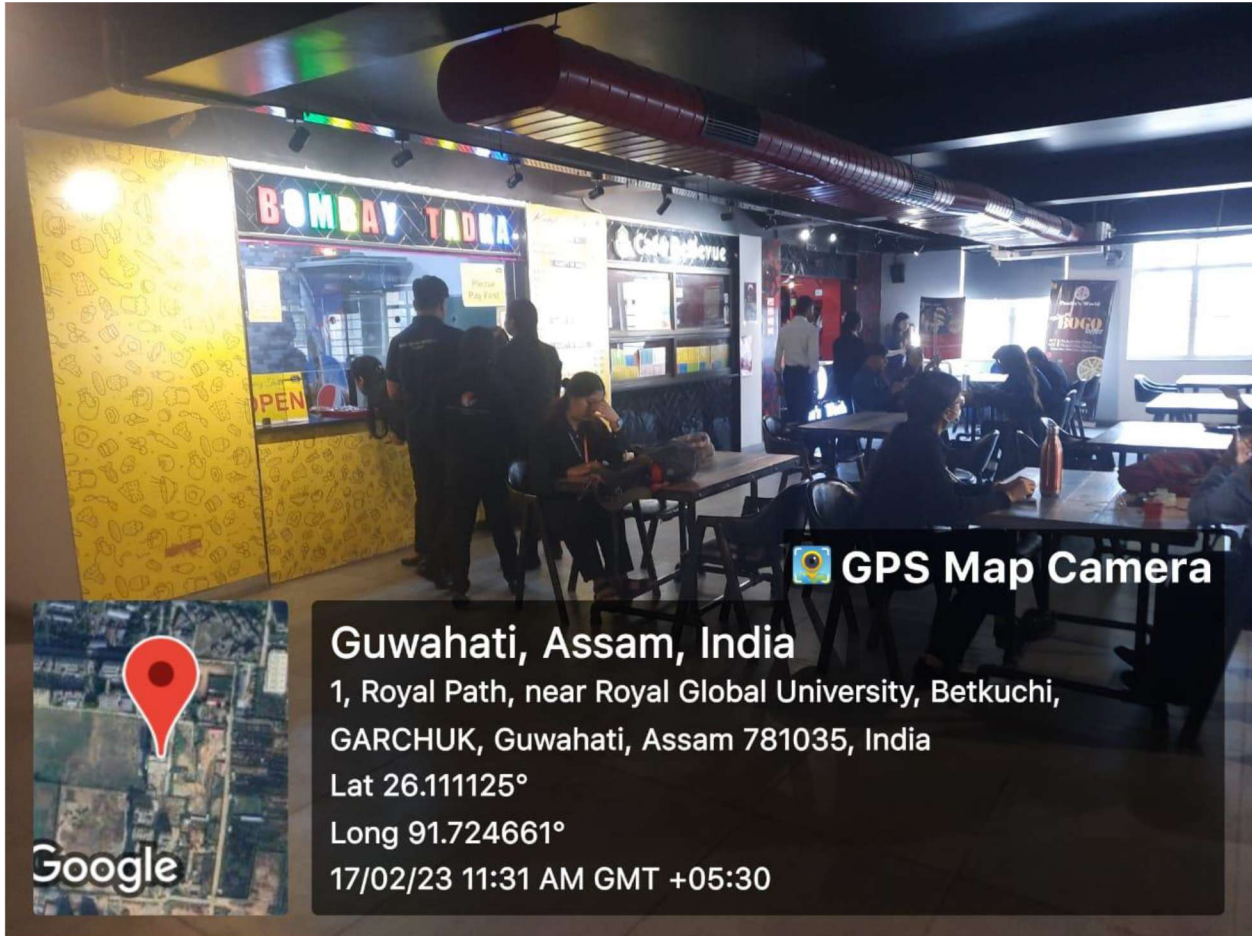 BOMBAY TADKA
Please
Pay First
OPEN
Café Bellevue
BOGO
GPS Map Camera
Guwahati, Assam, India
1, Royal Path, near Royal Global University, Betkuchi,
GARCHUK, Guwahati, Assam 781035, India
Lat 26.111125°
Long 91.724661°
17/02/23 11:31 AM GMT +05:30
Google